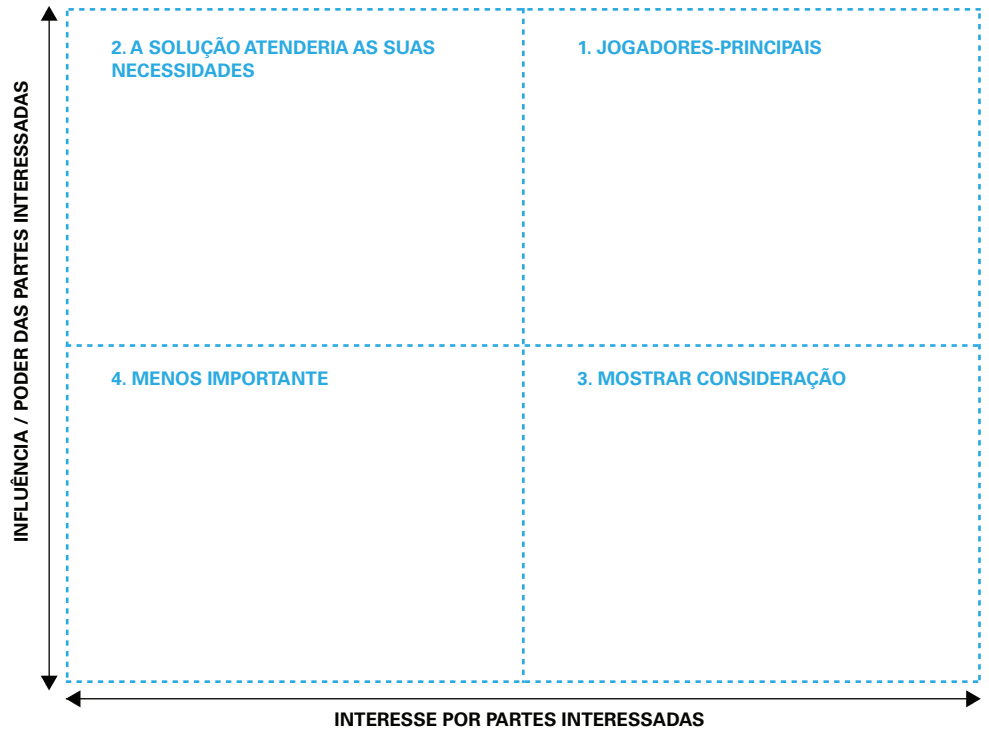 INFLUÊNCIA / PODER DAS PARTES INTERESSADAS
2. A SOLUÇÃO ATENDERIA AS SUAS
NECESSIDADES
1. JOGADORES-PRINCIPAIS
4. MENOS IMPORTANTE
3. MOSTRAR CONSIDERAÇÃO
INTERESSE POR PARTES INTERESSADAS